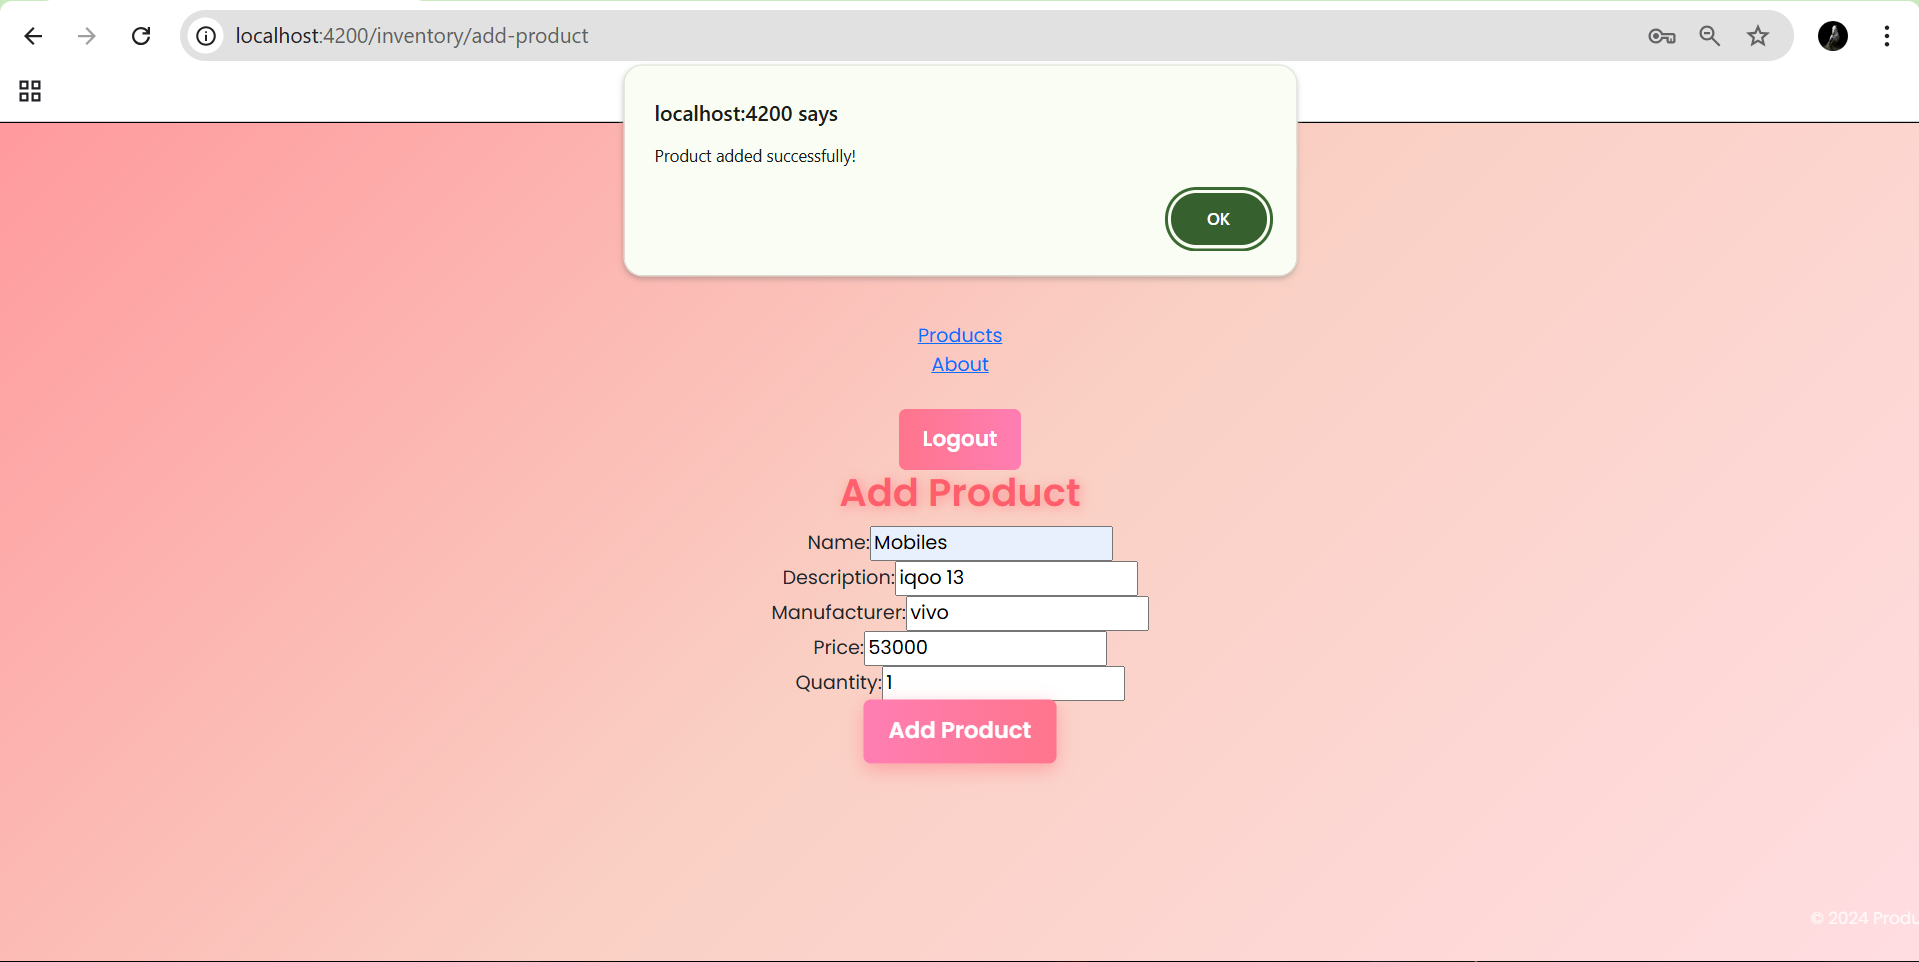 localhost:4200/inventory/add-product
localhost:4200 says
Product added successfully!
OK
Products
About
Logout
Add Product
Name: Mobiles
Description: iqoo 13
Manufacturer: vivo
Price: 53000
Quantity: 1
Add Product
© 2024 Produ